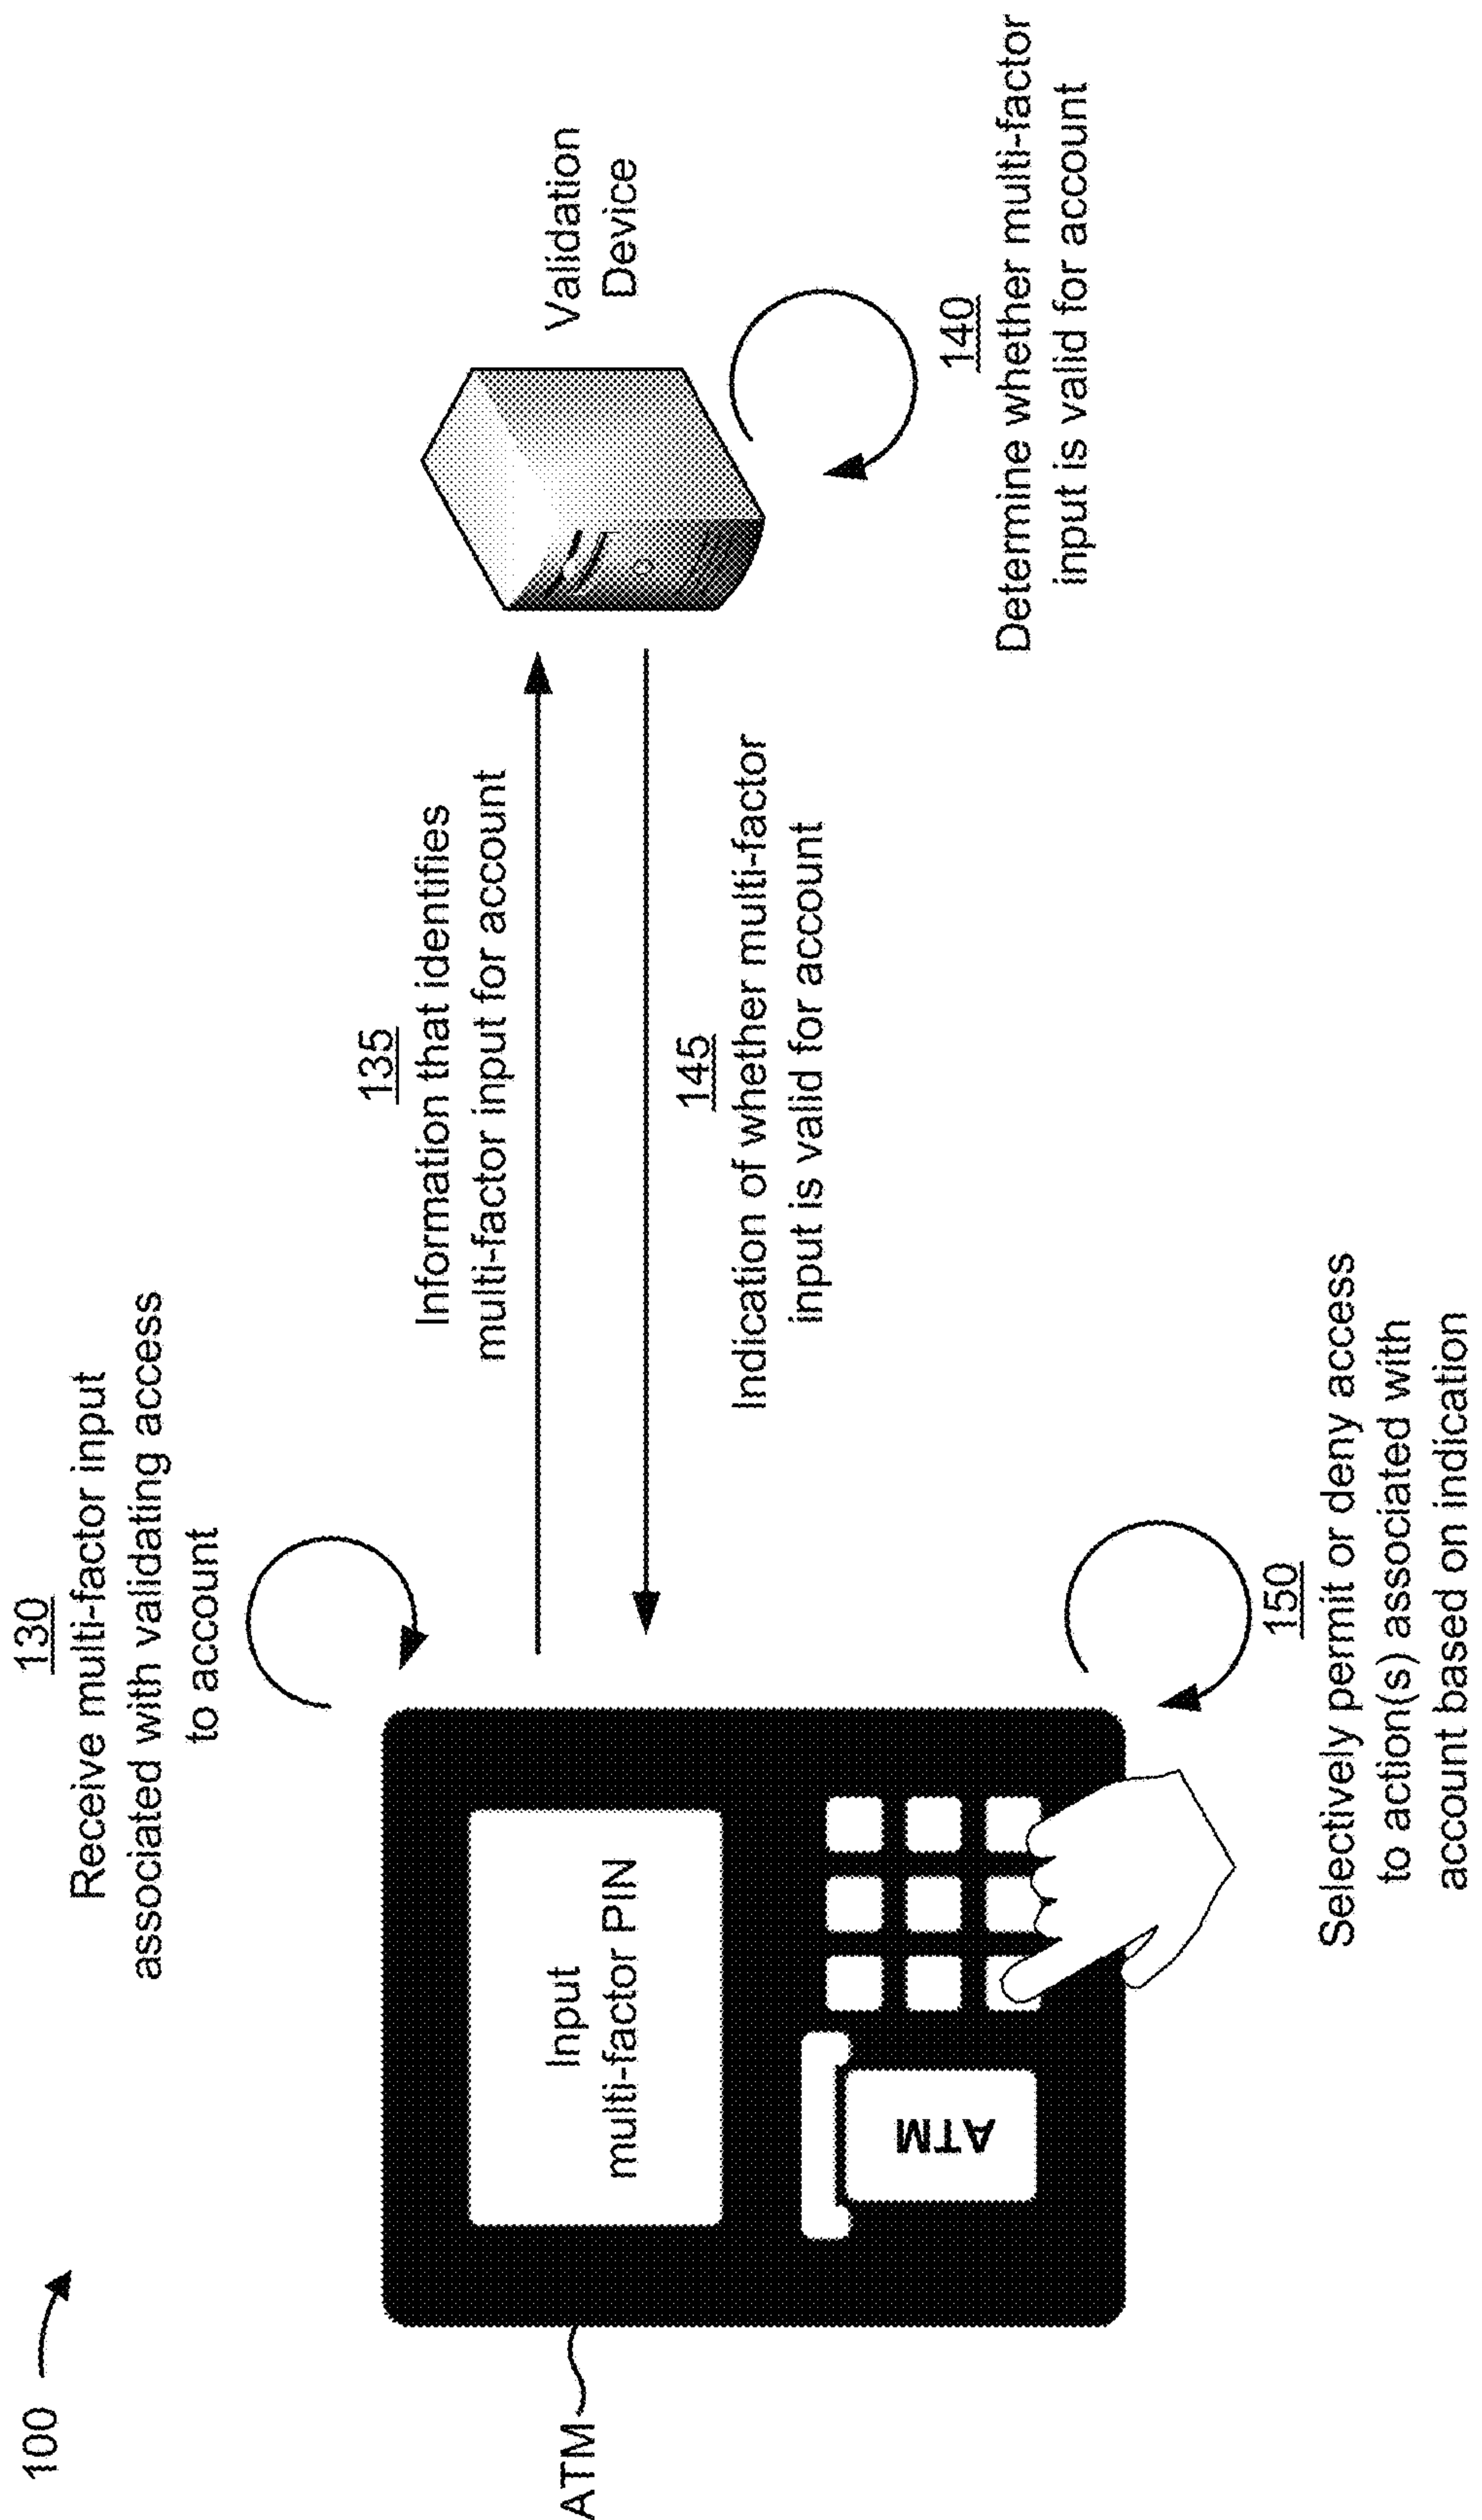 100
130
Receive multi-factor input
associated with validating access
to account
ATM
Input
multi-factor PIN
ATM
135
Information that identifies
multi-factor input for account
145
Indication of whether multi-factor
input is valid for account
Validation
Device
140
Determine whether multi-factor
input is valid for account
150
Selectively permit or deny access
to action(s) associated with
account based on indication